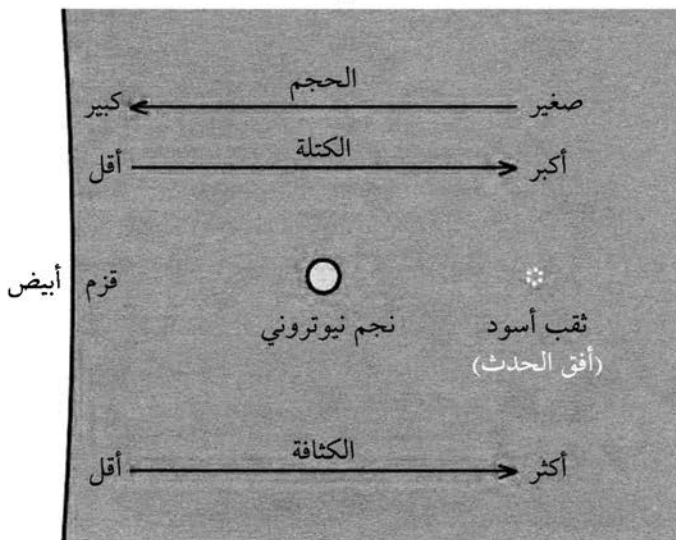 الحجم
صغير
كبير
الكتلة
أكبر
أقل
أبيض
قزم
نجم نيوتروني
ثقب أسود
(أفق الحدث)
الكثافة
أكثر
أقل